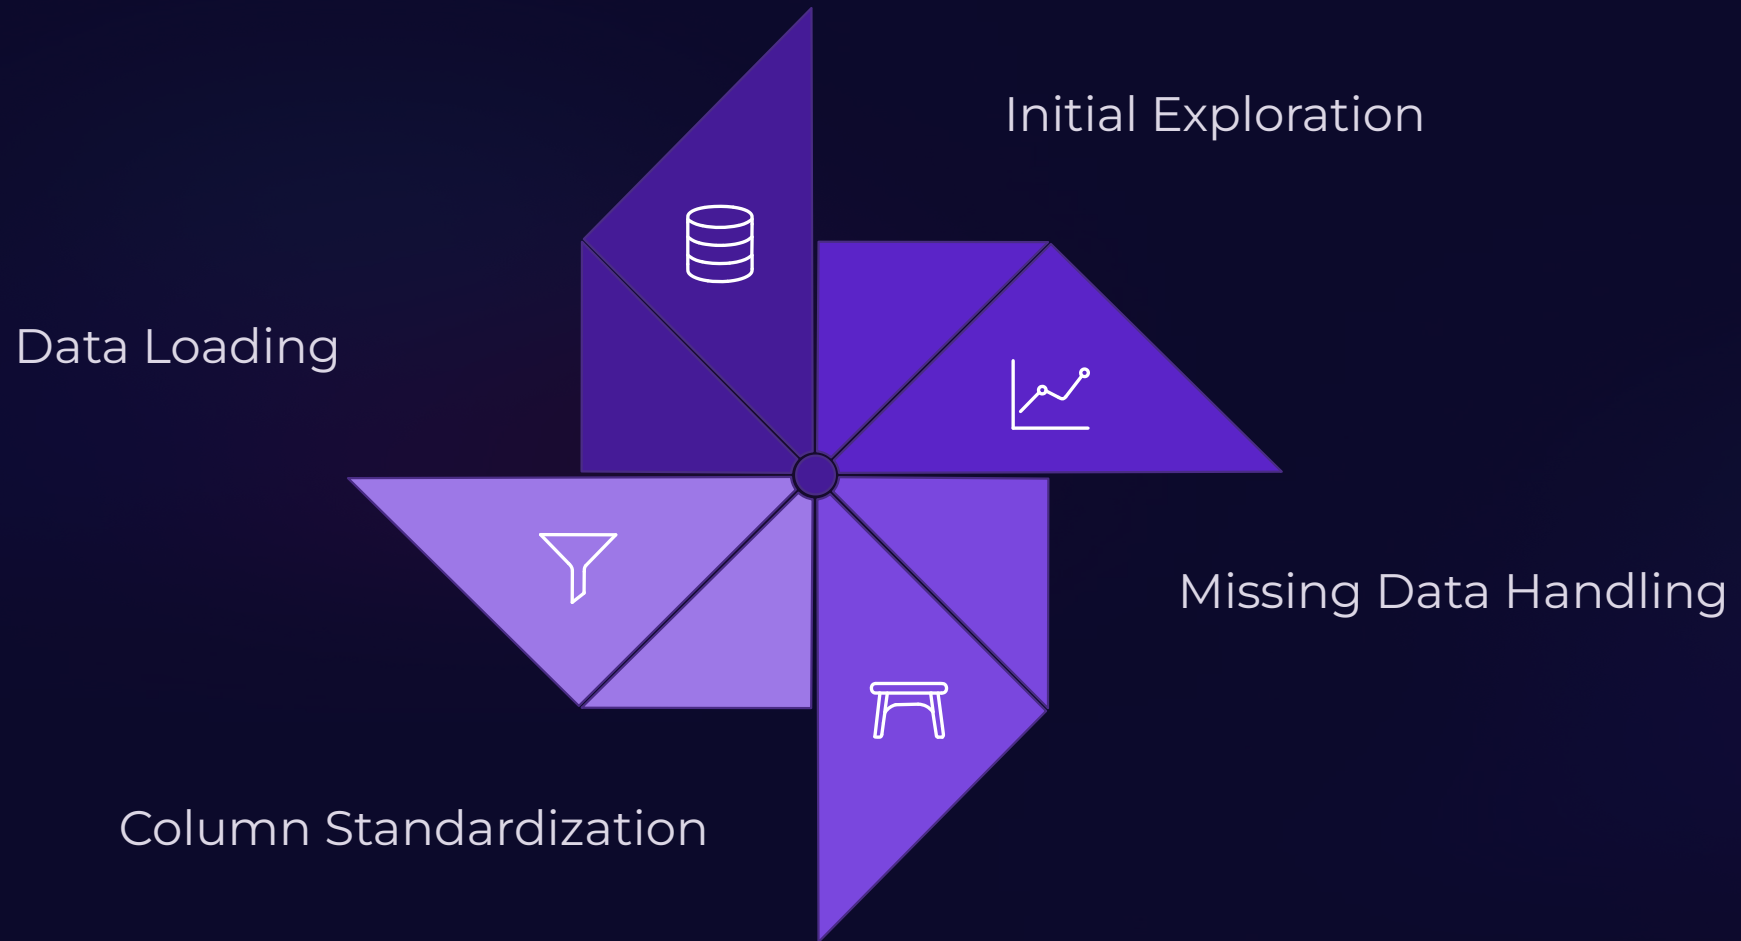 Initial Exploration
Data Loading
Missing Data Handling
Column Standardization